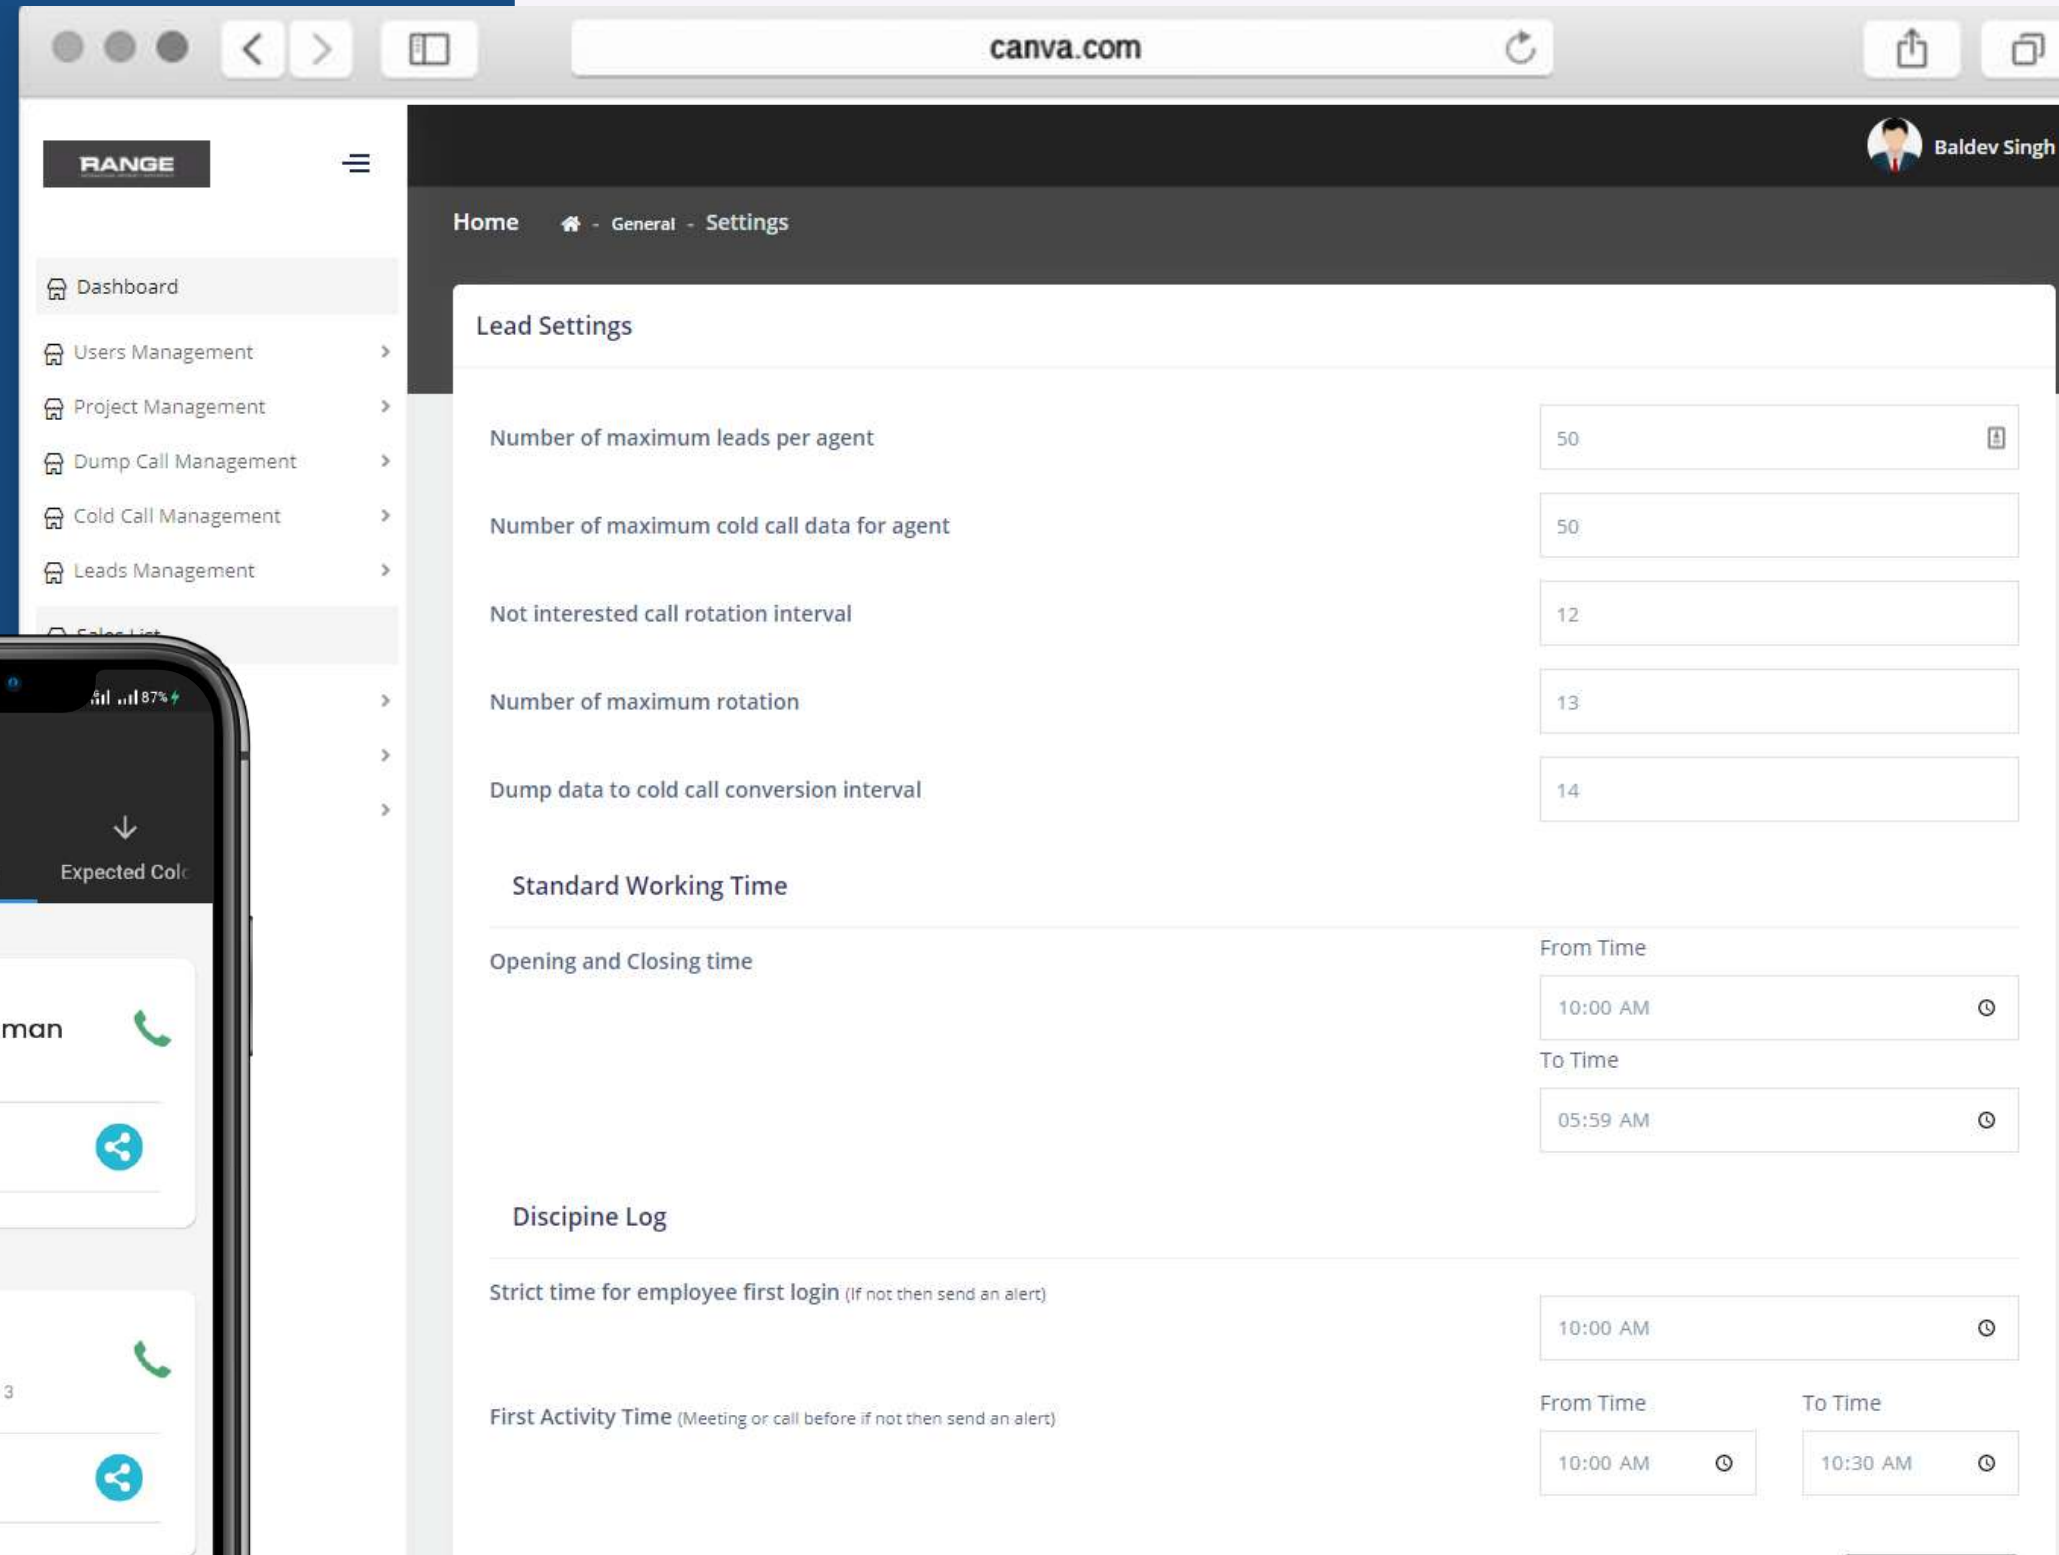 canva.com
RANGE
Baldev Singh
Home - General - Settings
Dashboard
Users Management
Project Management
Dump Call Management
Cold Call Management
Leads Management
Sales List
Lead Settings
Number of maximum leads per agent
50
Number of maximum cold call data for agent
50
Not interested call rotation interval
12
Number of maximum rotation
13
Dump data to cold call conversion interval
14
Standard Working Time
Opening and Closing time
From Time
10:00 AM
To Time
05:59 AM
Discipine Log
Strict time for employee first login (If not then send an alert)
10:00 AM
First Activity Time (Meeting or call before if not then send an alert)
From Time
To Time
10:00 AM
10:30 AM
87%
Expected Col
man
3